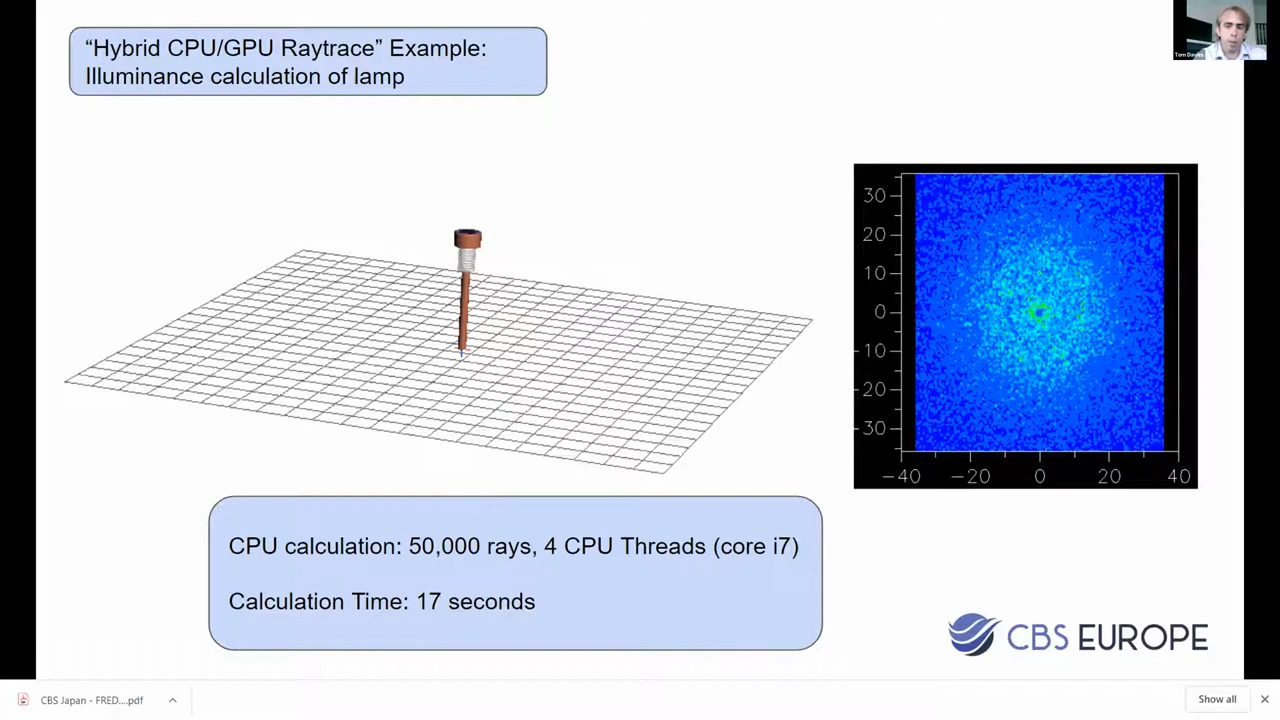 “Hybrid CPU/GPU Raytrace” Example:
Illuminance calculation of lamp
Tom Davies
30
20
10
0
-10
-20
-30
-40
-20
0
20
40
CPU calculation: 50,000 rays, 4 CPU Threads (core i7)
Calculation Time: 17 seconds
CBS EUROPE
CBS Japan - FRED....pdf
Show all